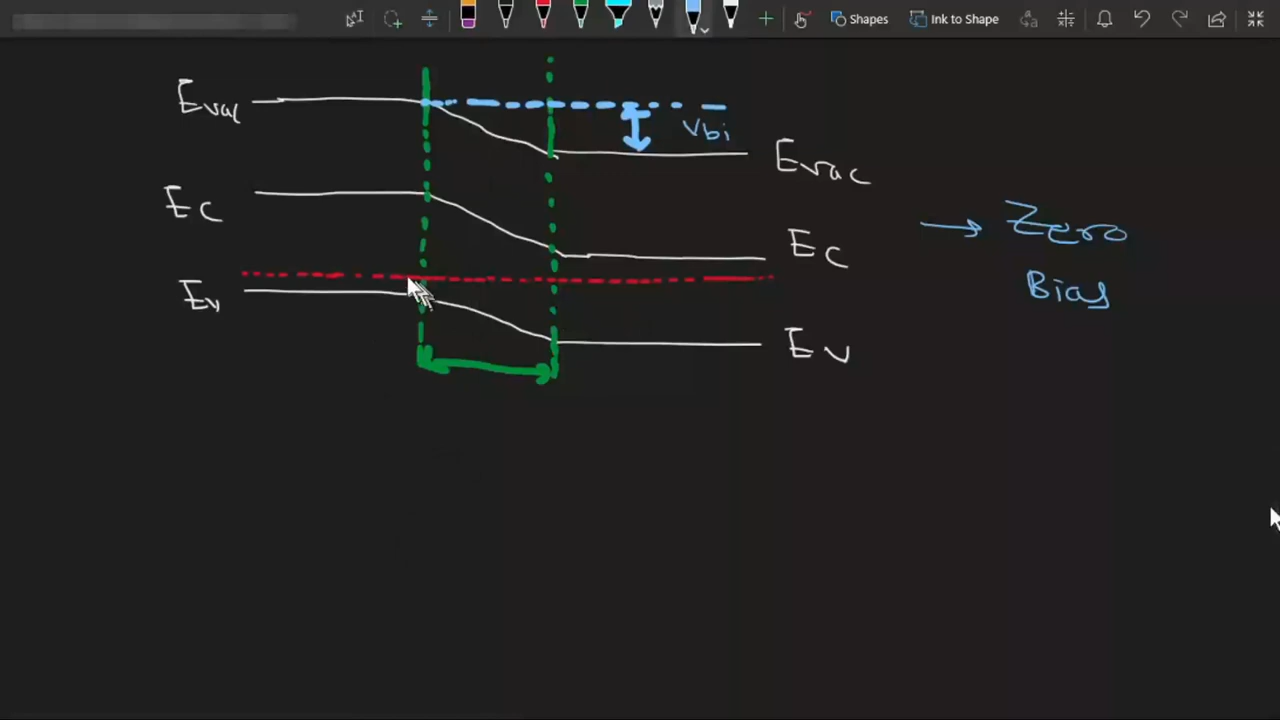 Shapes
Ink to Shape
Evac
Vbi
Evac
Ec
Zero
Ec
Bias
Ev
Ev